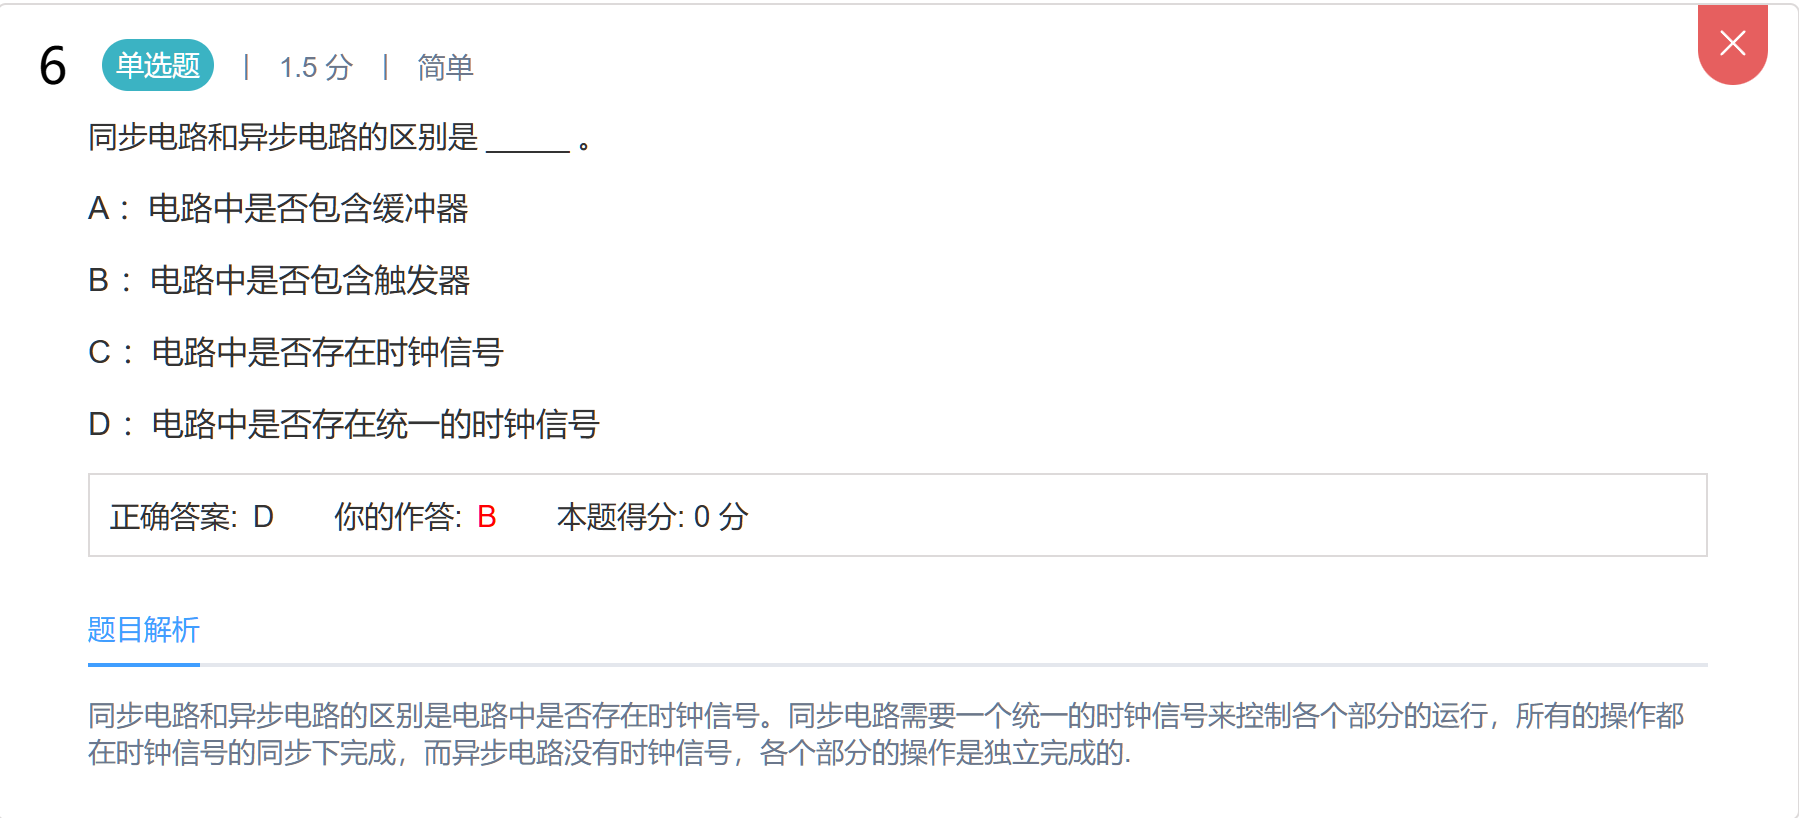 6 单选题 | 1.5 分 | 简单
同步电路和异步电路的区别是 _____ 。
A： 电路中是否包含缓冲器
B： 电路中是否包含触发器
C： 电路中是否存在时钟信号
D： 电路中是否存在统一的时钟信号
正确答案: D 你的作答: B 本题得分: 0 分
题目解析
同步电路和异步电路的区别是电路中是否存在时钟信号。同步电路需要一个统一的时钟信号来控制各个部分的运行，所有的操作都
在时钟信号的同步下完成，而异步电路没有时钟信号，各个部分的操作是独立完成的.